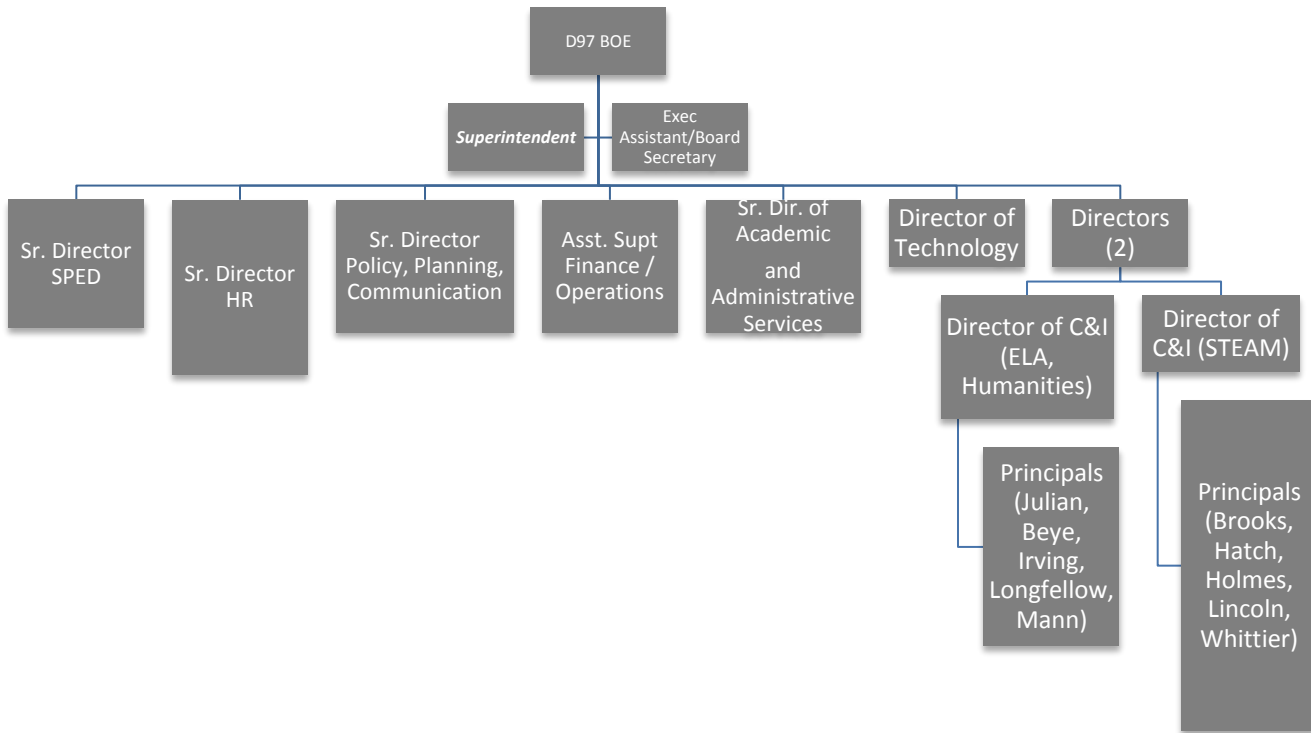 D97 BOE
Superintendent
Exec
Assistant/Board
Secretary
Sr. Director
SPED
Sr. Director
HR
Sr. Director
Policy, Planning,
Communication
Asst. Supt
Finance /
Operations
Sr. Dir. of
Academic
and
Administrative
Services
Director of
Technology
Directors
(2)
Director of C&I
(ELA,
Humanities)
Director of
C&I (STEAM)
Principals
(Julian,
Beye,
Irving,
Longfellow,
Mann)
Principals
(Brooks,
Hatch,
Holmes,
Lincoln,
Whittier)